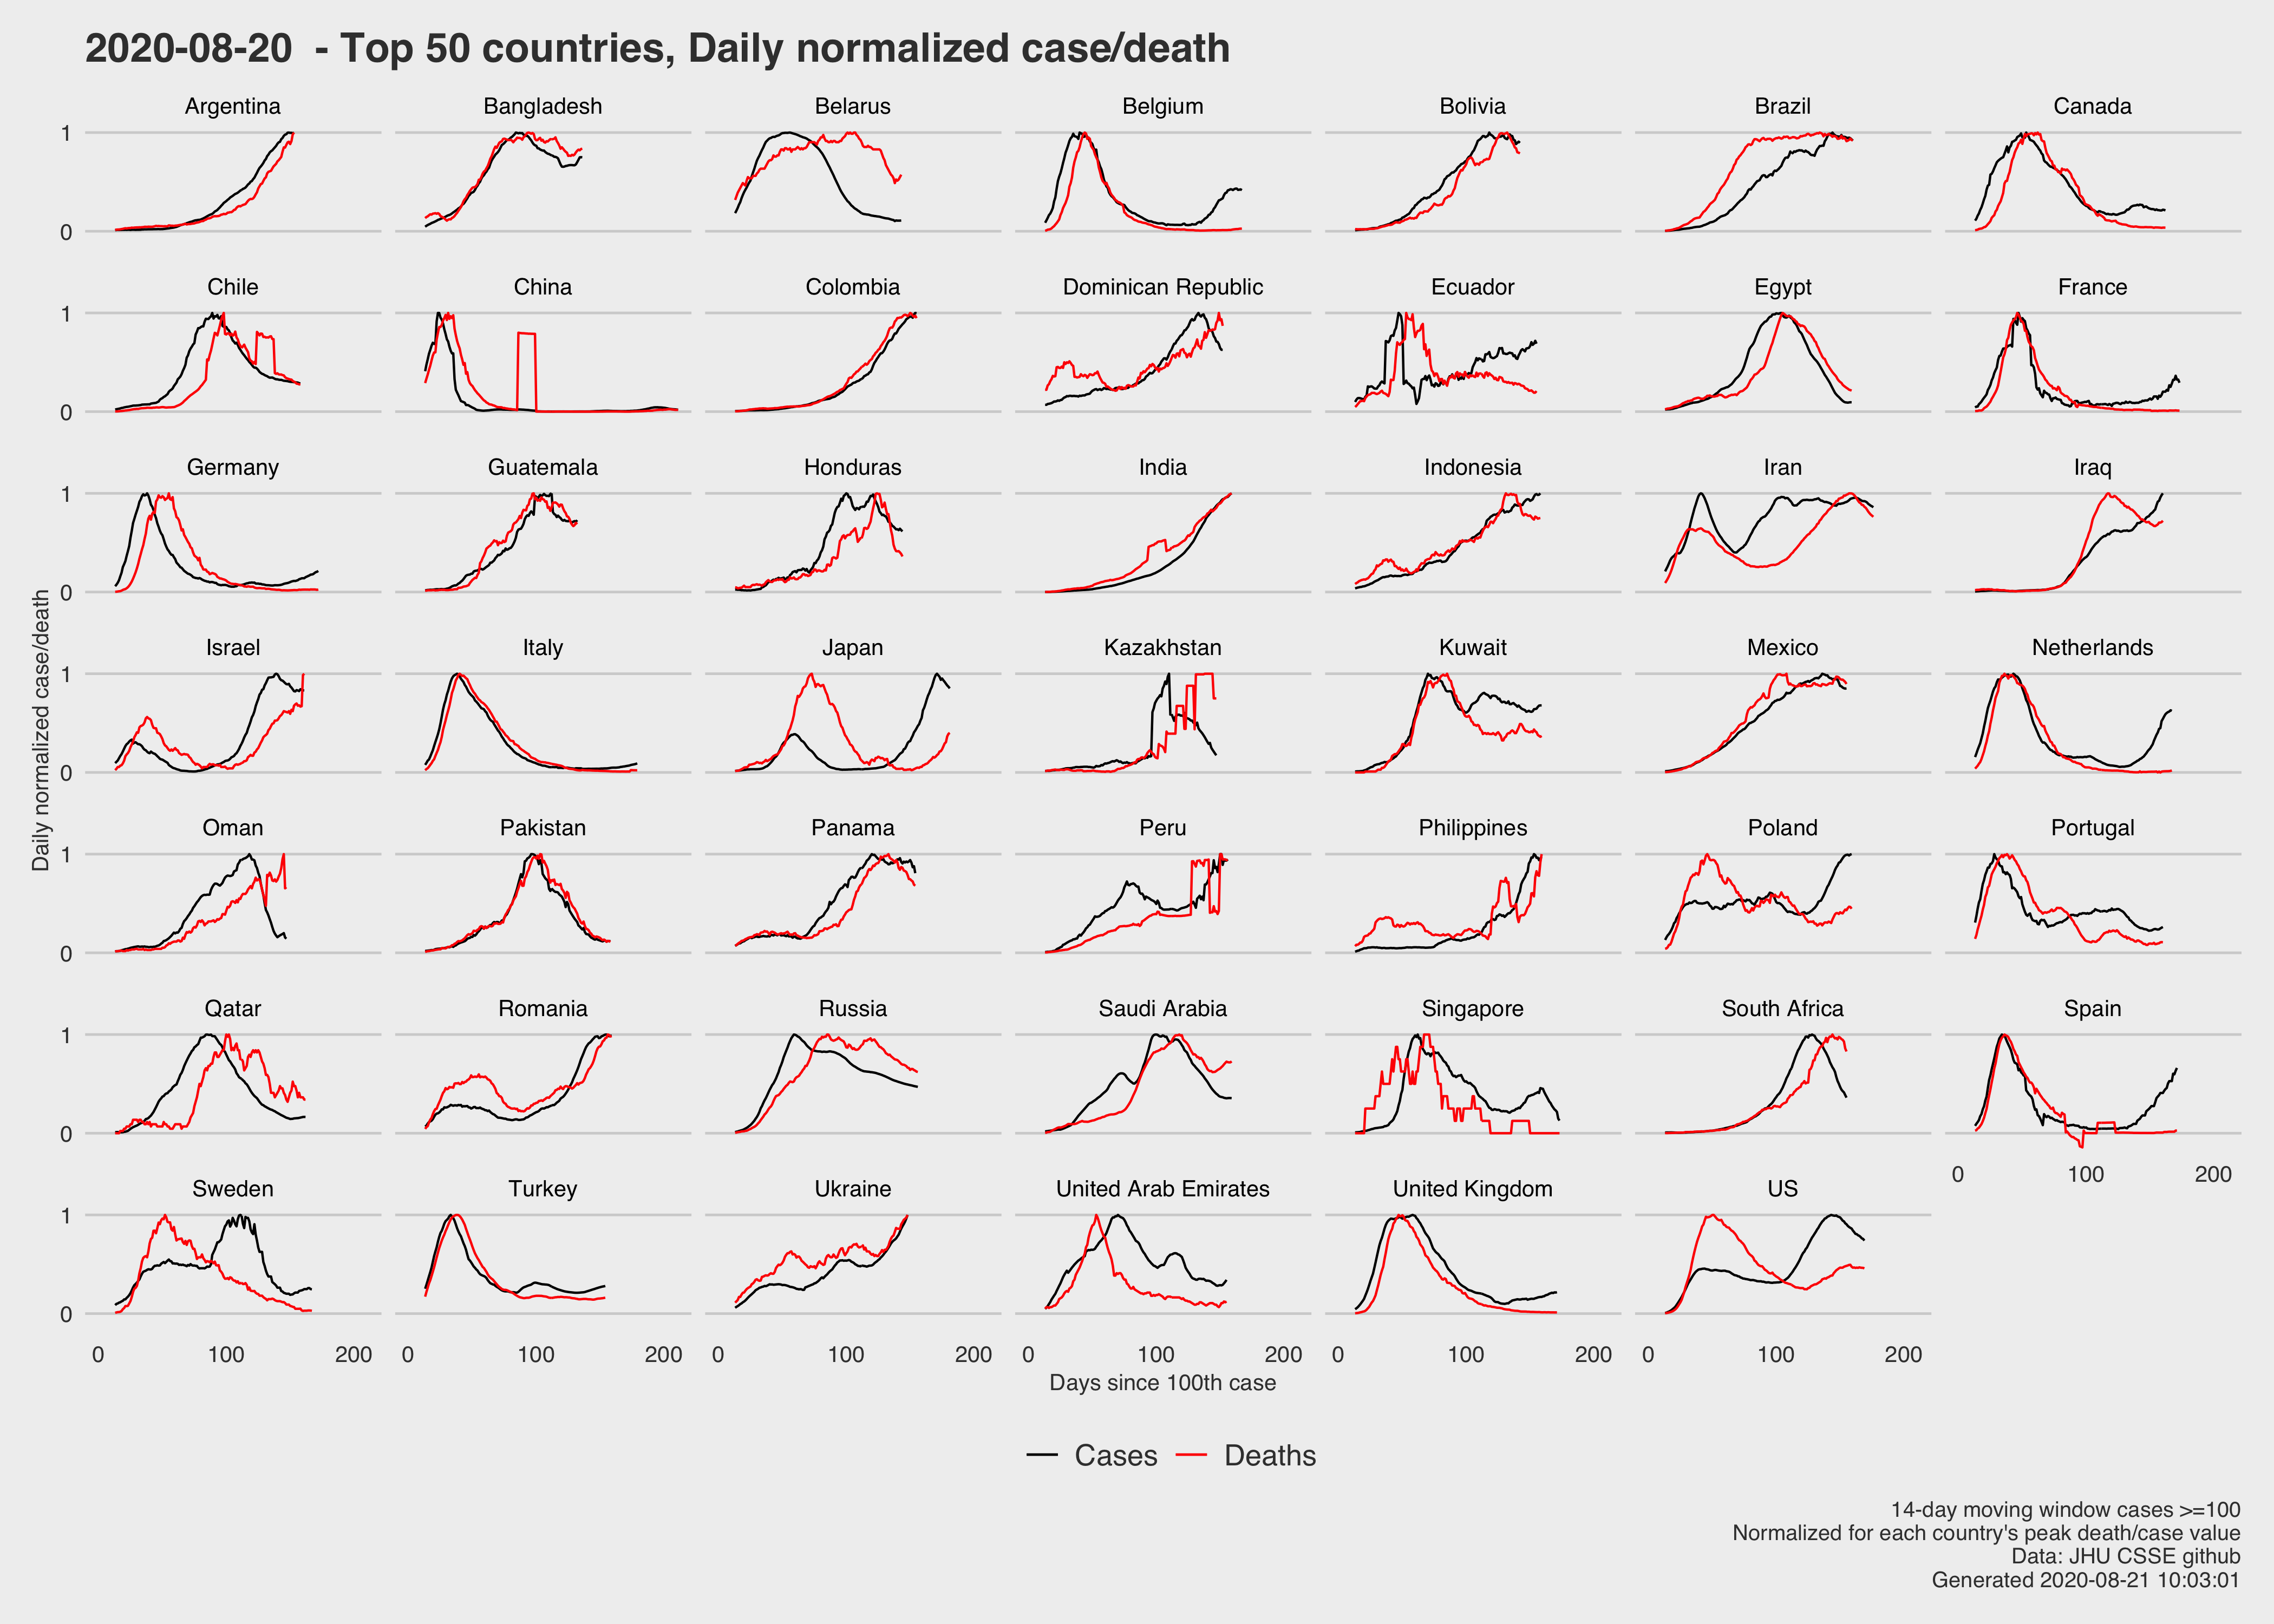 2020-08-20  - Top 50 countries, Daily normalized case/death
Argentina Bangladesh Belarus Belgium Bolivia Brazil Canada
1
0
Chile China Colombia Dominican Republic Ecuador Egypt France
1
0
Germany Guatemala Honduras India Indonesia Iran Iraq
1
0
Daily normalized case/death
Israel Italy Japan Kazakhstan Kuwait Mexico Netherlands
1
0
Oman Pakistan Panama Peru Philippines Poland Portugal
1
0
Qatar Romania Russia Saudi Arabia Singapore South Africa Spain
1
0
0 100 200
Sweden Turkey Ukraine United Arab Emirates United Kingdom US
1
0
0 100 200 0 100 200 0 100 200 0 100 200 0 100 200 0 100 200
Days since 100th case
Cases Deaths
14-day moving window cases >=100
Normalized for each country's peak death/case value
Data: JHU CSSE github
Generated 2020-08-21 10:03:01